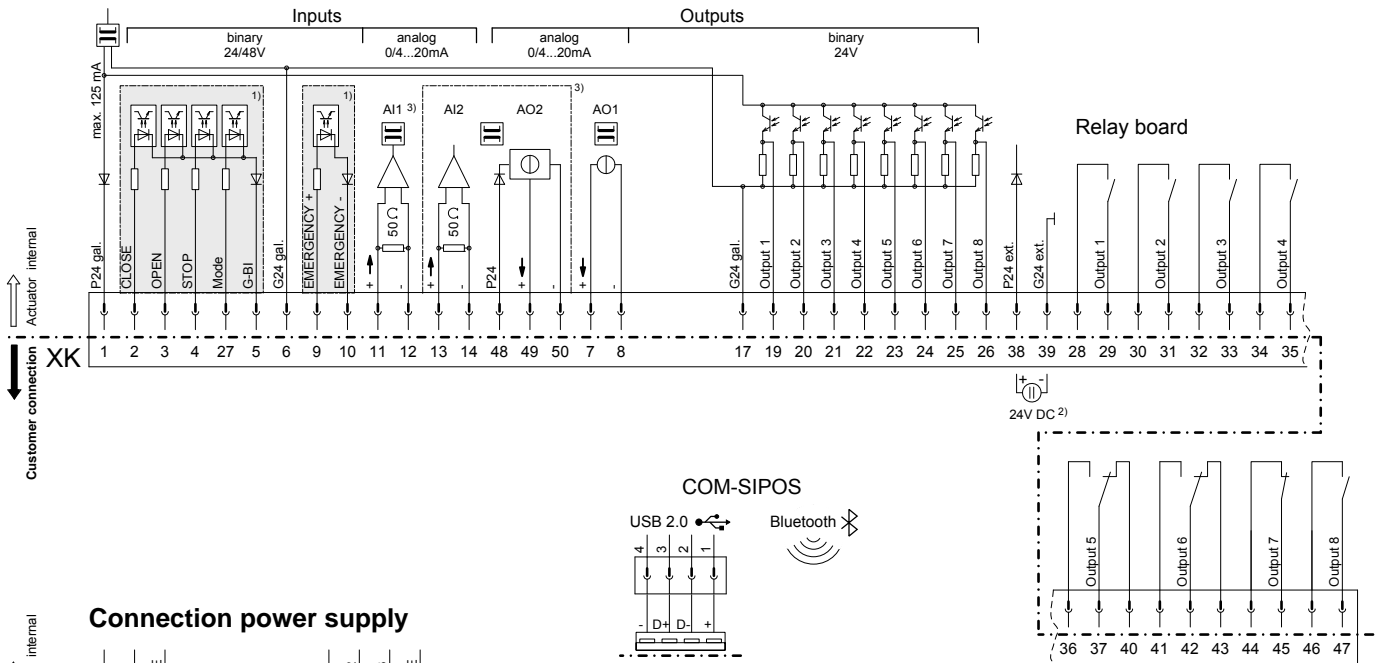 Inputs
Outputs
binary
24/48V
analog
0/4...20mA
analog
0/4...20mA
binary
24V
max. 125 mA
1)
1)
AI1 3)
AI2
AO2
3)
AO1
Relay board
50 Ω
50 Ω
Actuator internal
P24 gal.
CLOSE
OPEN
STOP
Mode
G-BI
G24 gal.
EMERGENCY +
EMERGENCY -
+
-
+
-
P24
+
-
+
-
G24 gal.
Output 1
Output 2
Output 3
Output 4
Output 5
Output 6
Output 7
Output 8
P24 ext.
G24 ext.
Output 1
Output 2
Output 3
Output 4
XK
1 2 3 4 27 5 6 9 10 11 12 13 14 48 49 50 7 8 17 19 20 21 22 23 24 25 26 38 39 28 29 30 31 32 33 34 35
Customer connection
+ -
24V DC 2)
COM-SIPOS
USB 2.0
Bluetooth
4 3 2 1
- D+ D- +
Output 5
Output 6
Output 7
Output 8
36 37 40 41 42 43 44 45 46 47
Connection power supply
internal